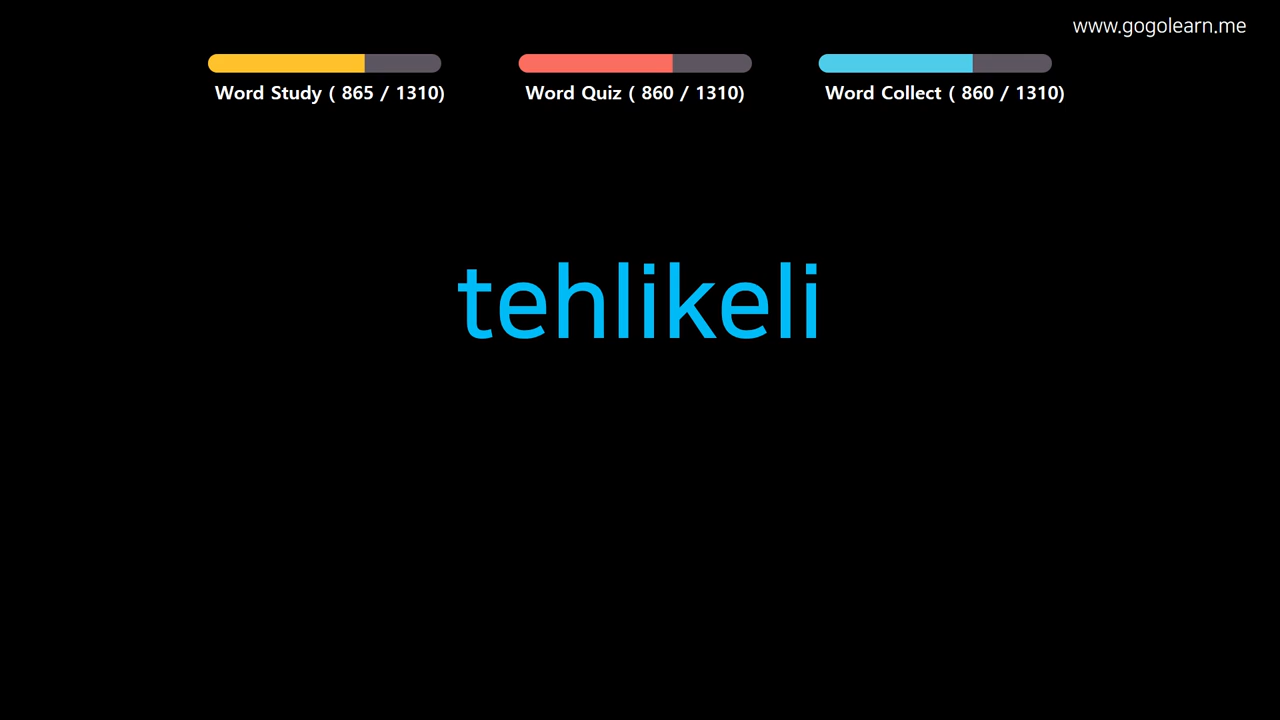 www.gogolearn.me
Word Study ( 865 / 1310)
Word Quiz ( 860 / 1310)
Word Collect ( 860 / 1310)
tehlikeli